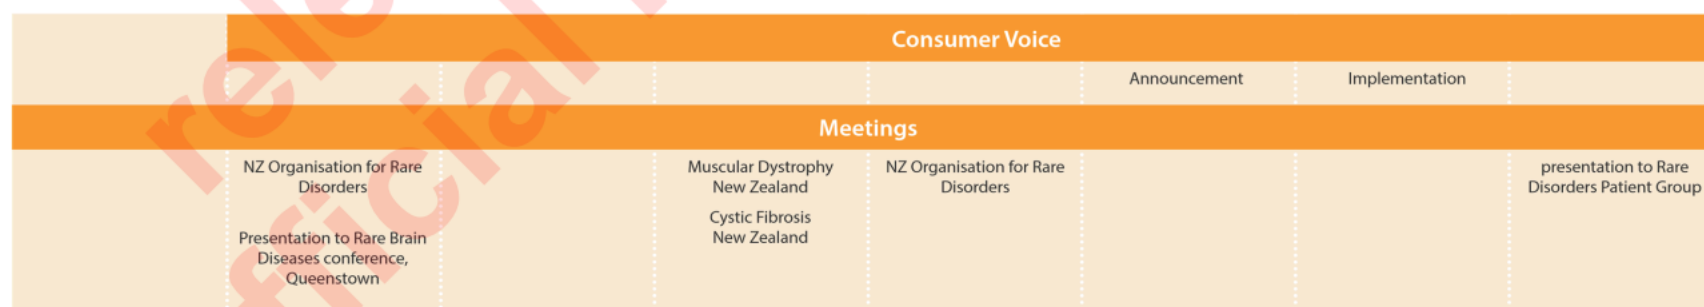 Consumer Voice
Announcement
Implementation
Meetings
NZ Organisation for Rare
Disorders
Presentation to Rare Brain
Diseases conference,
Queenstown
Muscular Dystrophy
New Zealand
Cystic Fibrosis
New Zealand
NZ Organisation for Rare
Disorders
presentation to Rare
Disorders Patient Group